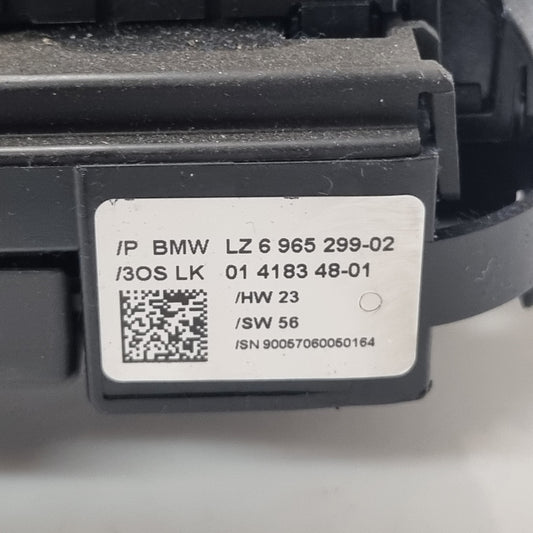 /P BMW LZ 6 965 299-02
/3OS LK 01 4183 48-01
/HW 23
/SW 56
/SN 90057060050164